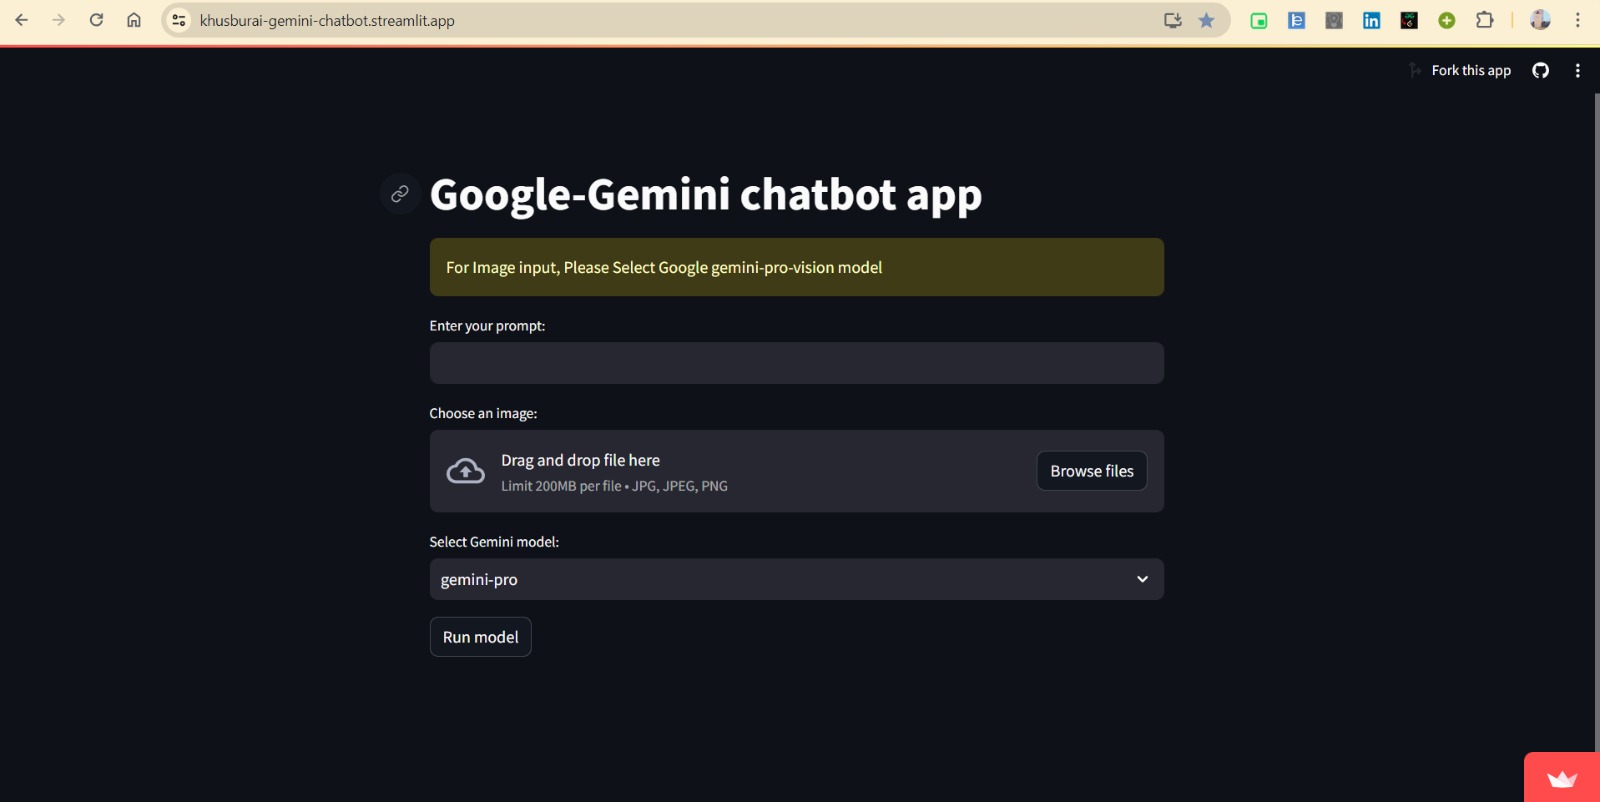 khusburai-gemini-chatbot.streamlit.app
Fork this app
Google-Gemini chatbot app
For Image input, Please Select Google gemini-pro-vision model
Enter your prompt:
Choose an image:
Drag and drop file here
Limit 200MB per file • JPG, JPEG, PNG
Browse files
Select Gemini model:
gemini-pro
Run model